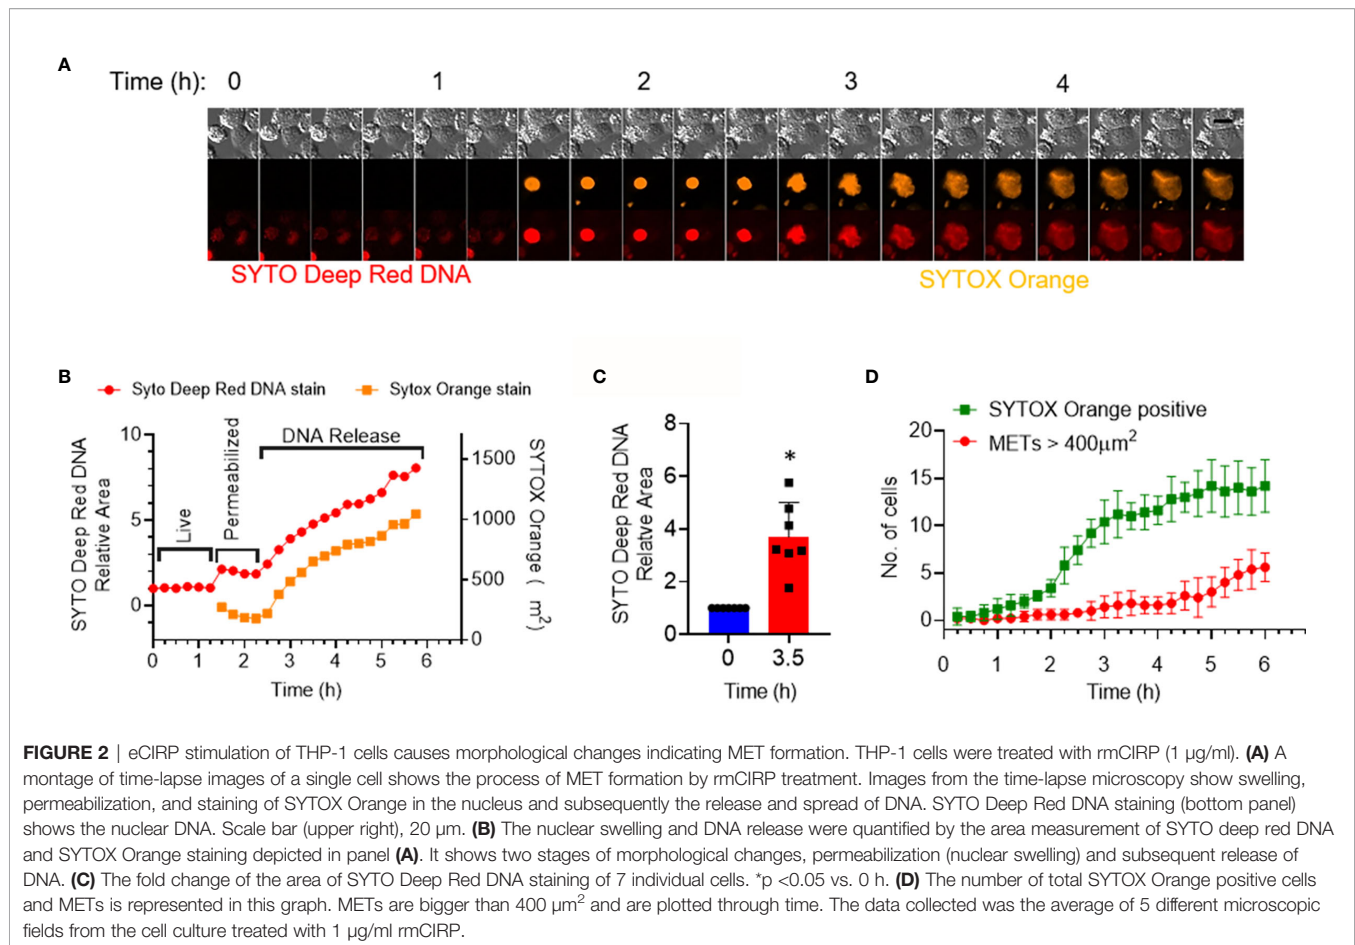 A
Time (h): 0 1 2 3 4
SYTO Deep Red DNA
SYTOX Orange
B
Syto Deep Red DNA stain
Sytox Orange stain
SYTO Deep Red DNA
Relative Area
10
5
0
Live
Permeabilized
DNA Release
1500
1000
500
0
SYTOX Orange ( m2)
0 1 2 3 4 5 6
Time (h)
C
SYTO Deep Red DNA
Relatve Area
8
6
4
2
0
*
0 3.5
Time (h)
D
SYTOX Orange positive
METs > 400µm2
No. of cells
20
15
10
5
0
0 1 2 3 4 5 6
Time (h)
FIGURE 2 | eCIRP stimulation of THP-1 cells causes morphological changes indicating MET formation. THP-1 cells were treated with rmCIRP (1 µg/ml). (A) A
montage of time-lapse images of a single cell shows the process of MET formation by rmCIRP treatment. Images from the time-lapse microscopy show swelling,
permeabilization, and staining of SYTOX Orange in the nucleus and subsequently the release and spread of DNA. SYTO Deep Red DNA staining (bottom panel)
shows the nuclear DNA. Scale bar (upper right), 20 µm. (B) The nuclear swelling and DNA release were quantified by the area measurement of SYTO deep red DNA
and SYTOX Orange staining depicted in panel (A). It shows two stages of morphological changes, permeabilization (nuclear swelling) and subsequent release of
DNA. (C) The fold change of the area of SYTO Deep Red DNA staining of 7 individual cells. *p <0.05 vs. 0 h. (D) The number of total SYTOX Orange positive cells
and METs is represented in this graph. METs are bigger than 400 µm2 and are plotted through time. The data collected was the average of 5 different microscopic
fields from the cell culture treated with 1 µg/ml rmCIRP.